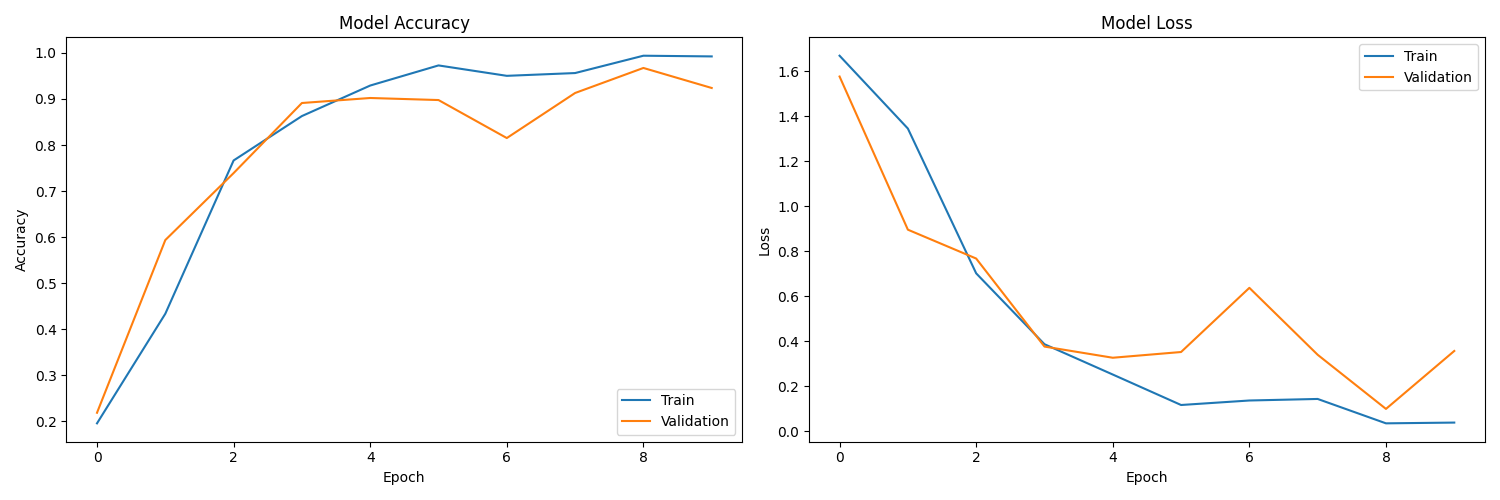 Model Accuracy
1.0
0.9
0.8
0.7
0.6
0.5
0.4
0.3
0.2
Accuracy
0 2 4 6 8
Epoch
Train
Validation
Model Loss
1.6
1.4
1.2
1.0
0.8
0.6
0.4
0.2
0.0
Loss
0 2 4 6 8
Epoch
Train
Validation